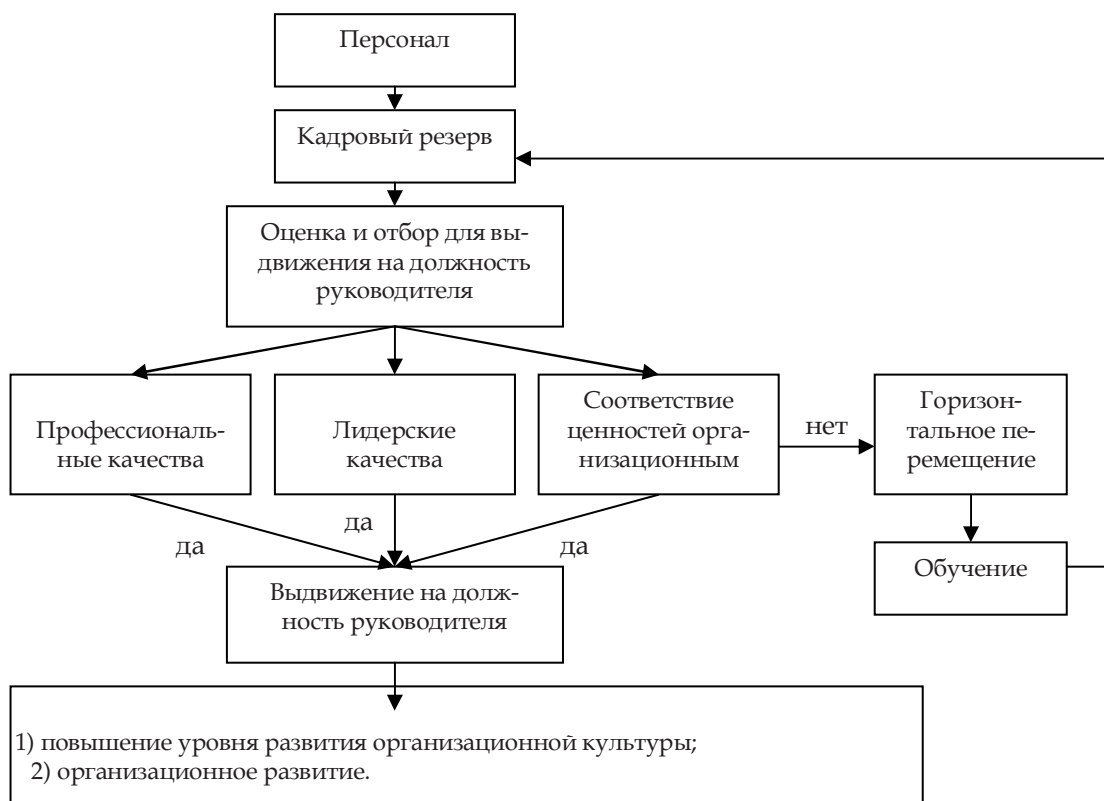 Персонал
Кадровый резерв
Оценка и отбор для вы-
движения на должность
руководителя
Профессиональ-
ные качества
Лидерские
качества
Соответствие
ценностей орга-
низационным
нет
Горизон-
тальное пе-
ремещение
да
да
да
Обучение
Выдвижение на долж-
ность руководителя
1) повышение уровня развития организационной культуры;
2) организационное развитие.